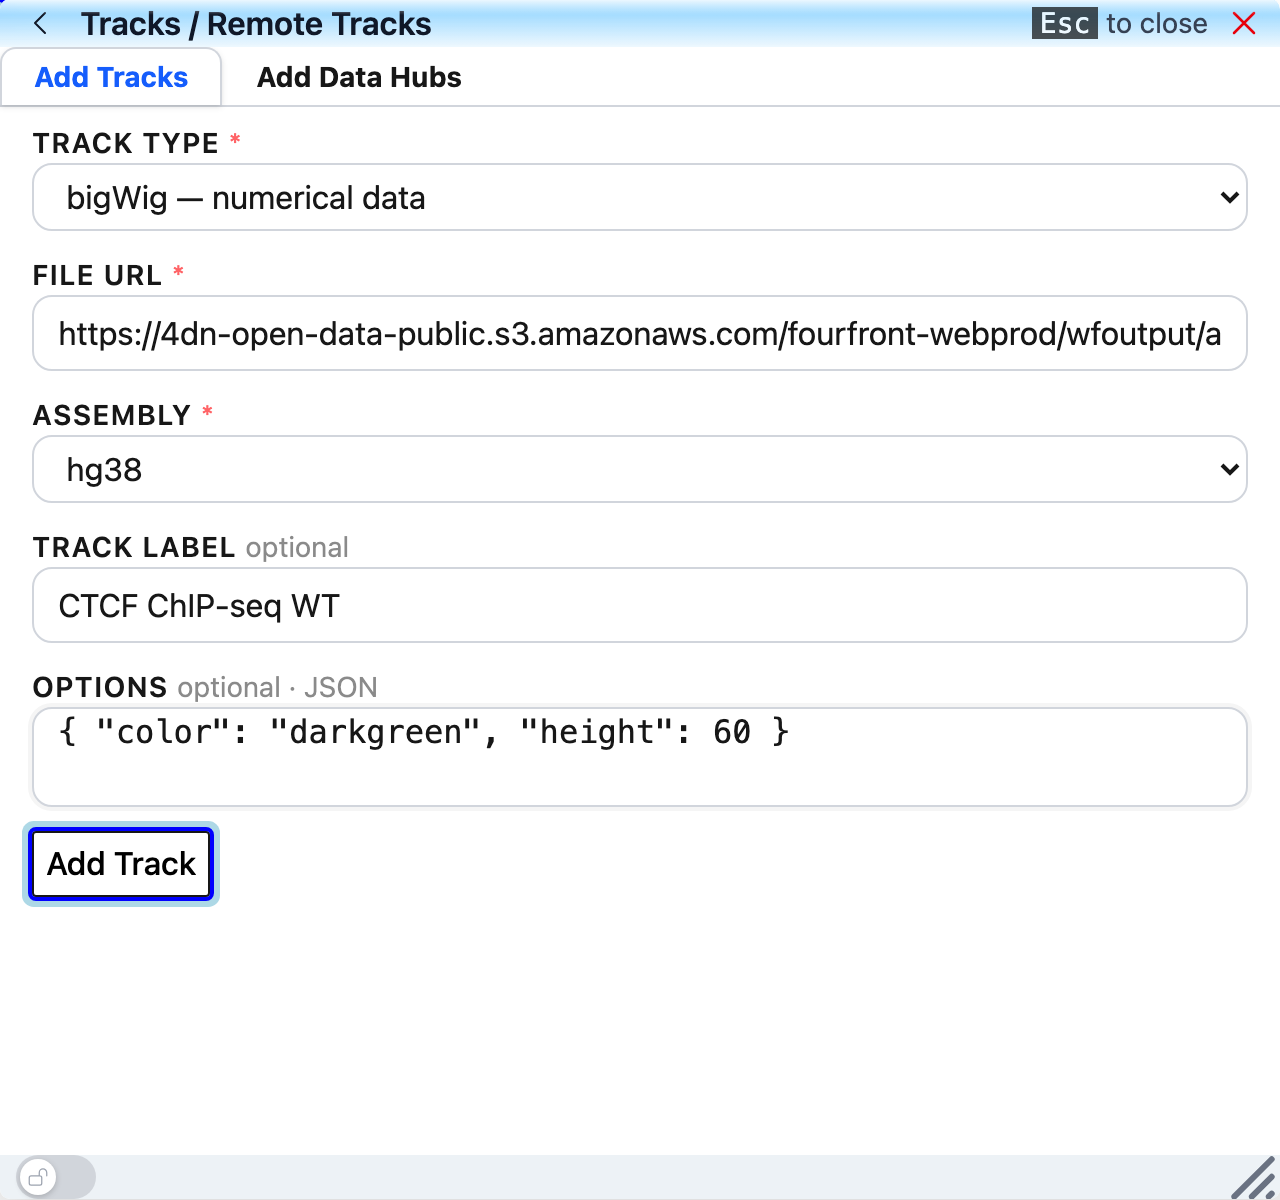 Tracks / Remote Tracks
Esc to close
Add Tracks
Add Data Hubs
TRACK TYPE *
bigWig — numerical data
FILE URL *
https://4dn-open-data-public.s3.amazonaws.com/fourfront-webprod/wfoutput/a
ASSEMBLY *
hg38
TRACK LABEL optional
CTCF ChIP-seq WT
OPTIONS optional · JSON
{ "color": "darkgreen", "height": 60 }
Add Track